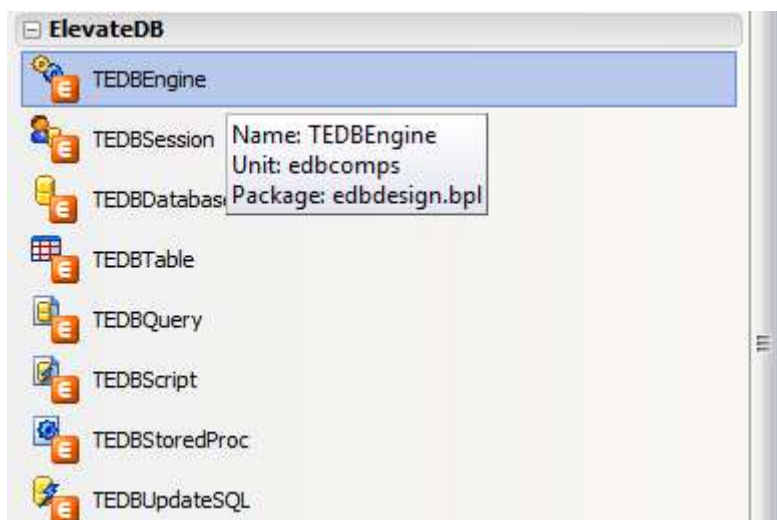 ElevateDB
TEDBEngine
TEDBSession
Name: TEDBEngine
Unit: edbcomps
Package: edbdesign.bpl
TEDBDatabas
TEDBTable
TEDBQuery
TEDBScript
TEDBStoredProc
TEDBUpdateSQL